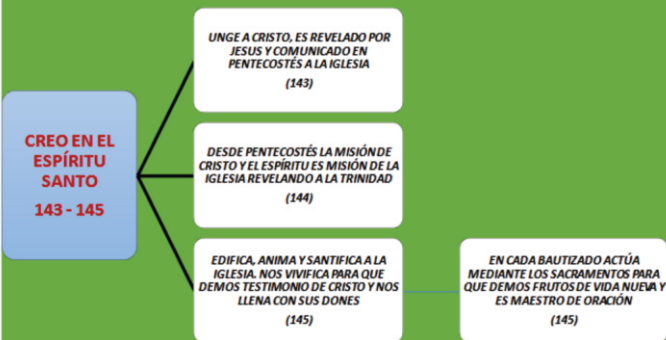 CREO EN EL
ESPÍRITU
SANTO
143 - 145
UNGE A CRISTO, ES REVELADO POR
JESUS Y COMUNICADO EN
PENTECOSTÉS A LA IGLESIA
(143)
DESDE PENTECOSTÉS LA MISIÓN DE
CRISTO Y EL ESPÍRITU ES MISIÓN DE LA
IGLESIA REVELANDO A LA TRINIDAD
(144)
EDIFICA, ANIMA Y SANTIFICA A LA
IGLESIA. NOS VIVIFICA PARA QUE
DEMOS TESTIMONIO DE CRISTO Y NOS
LLENA CON SUS DONES
(145)
EN CADA BAUTIZADO ACTÚA
MEDIANTE LOS SACRAMENTOS PARA
QUE DEMOS FRUTOS DE VIDA NUEVA Y
ES MAESTRO DE ORACIÓN
(145)